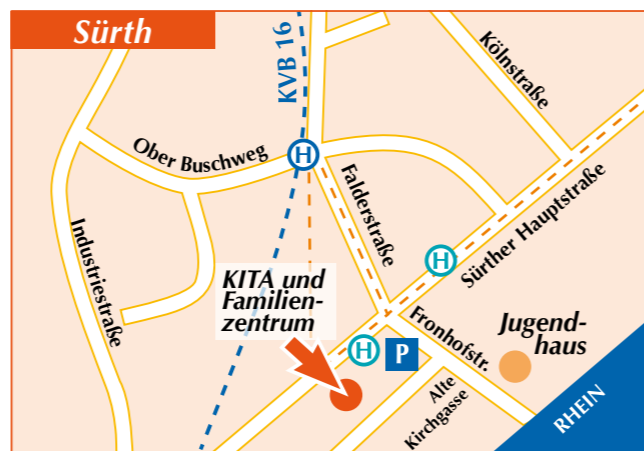 Sürth
KVB 16
Kölnstraße
Ober Buschweg
H
Falderstraße
Sürther Hauptstraße
Industriestraße
H
KITA und
Familien-
zentrum
H
P
Fronhofstr.
Jugend-
haus
Alte
Kirchgasse
RHEIN